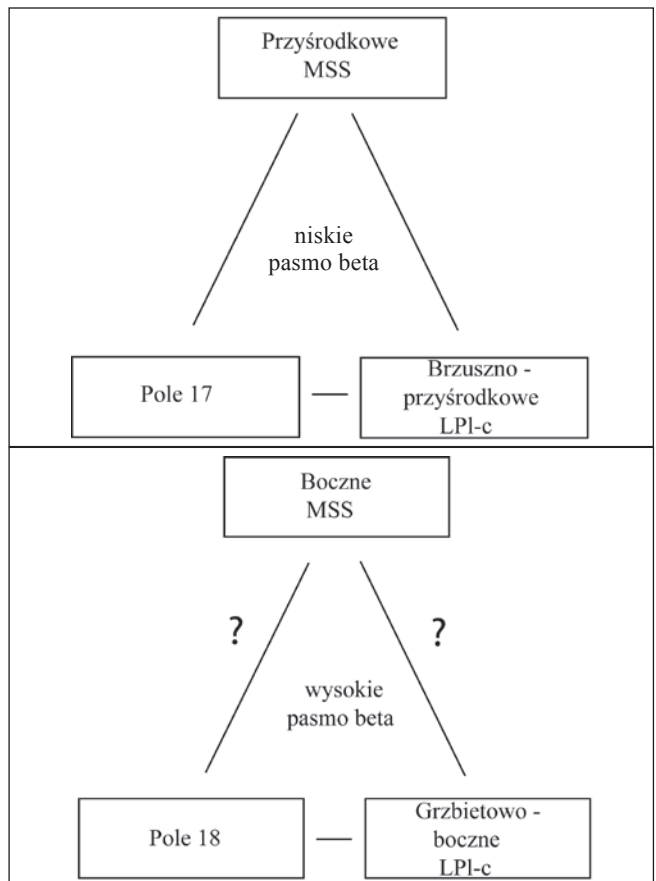 Przyśrodkowe
MSS
niskie
pasmo beta
Pole 17
Brzuszno -
przyśrodkowe
LPl-c
Boczne
MSS
?
?
wysokie
pasmo beta
Pole 18
Grzbietowo -
boczne
LPl-c